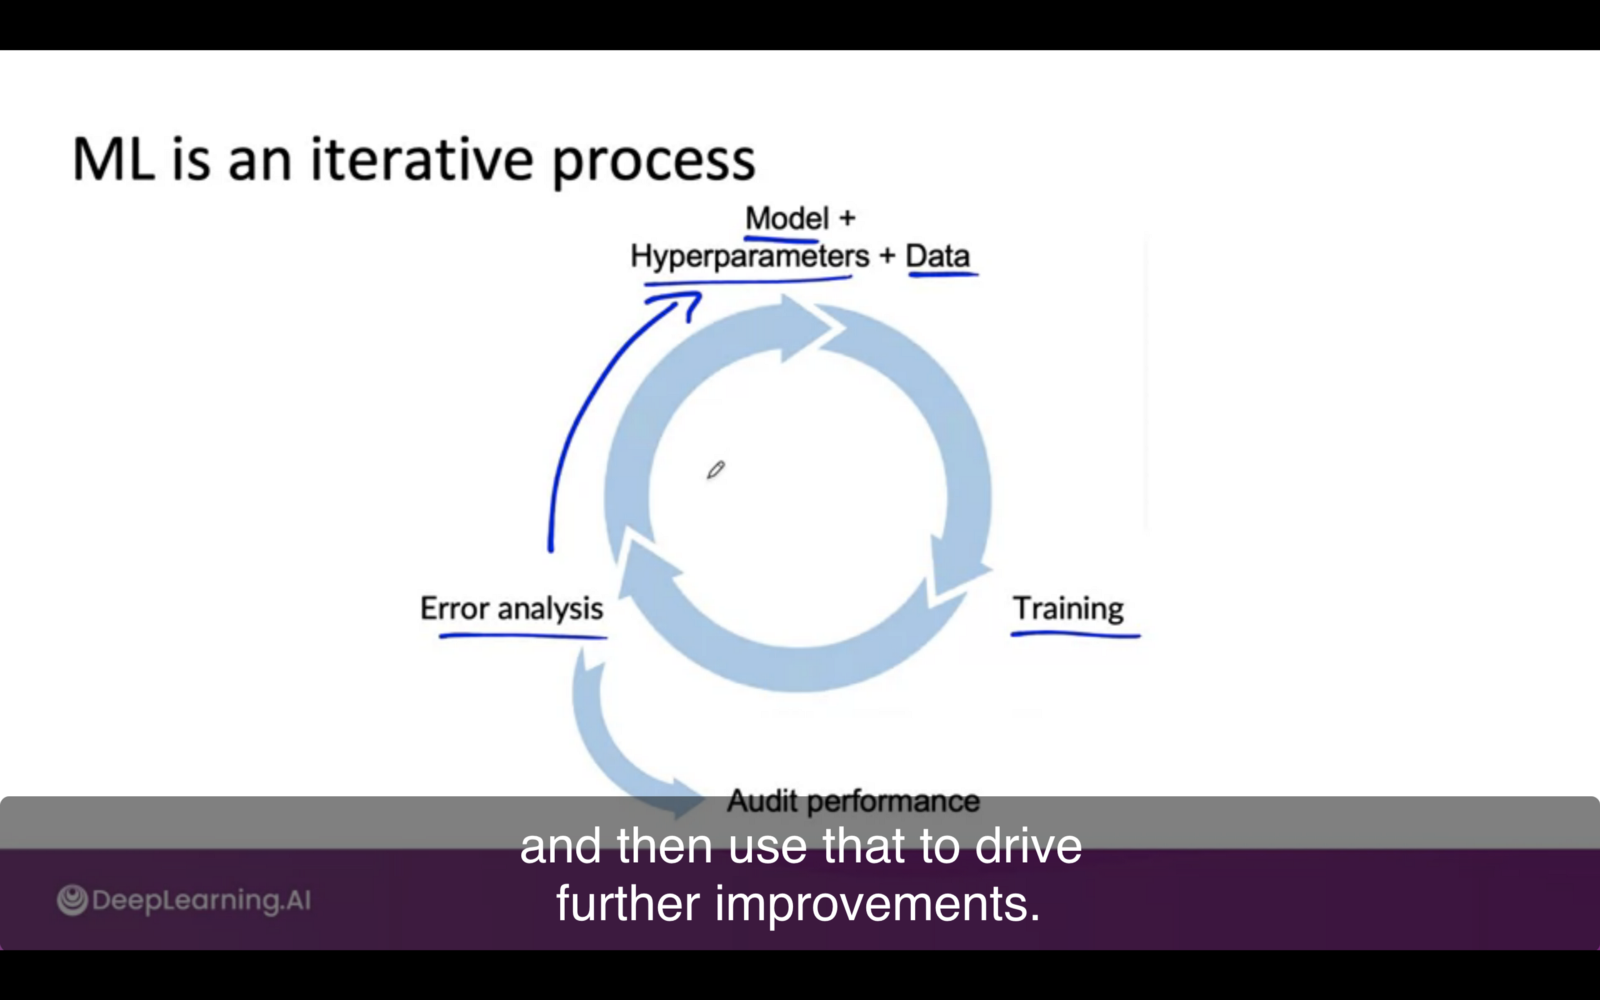 ML is an iterative process
Model +
Hyperparameters + Data
Error analysis
Training
Audit performance
and then use that to drive
further improvements.
DeepLearning.AI